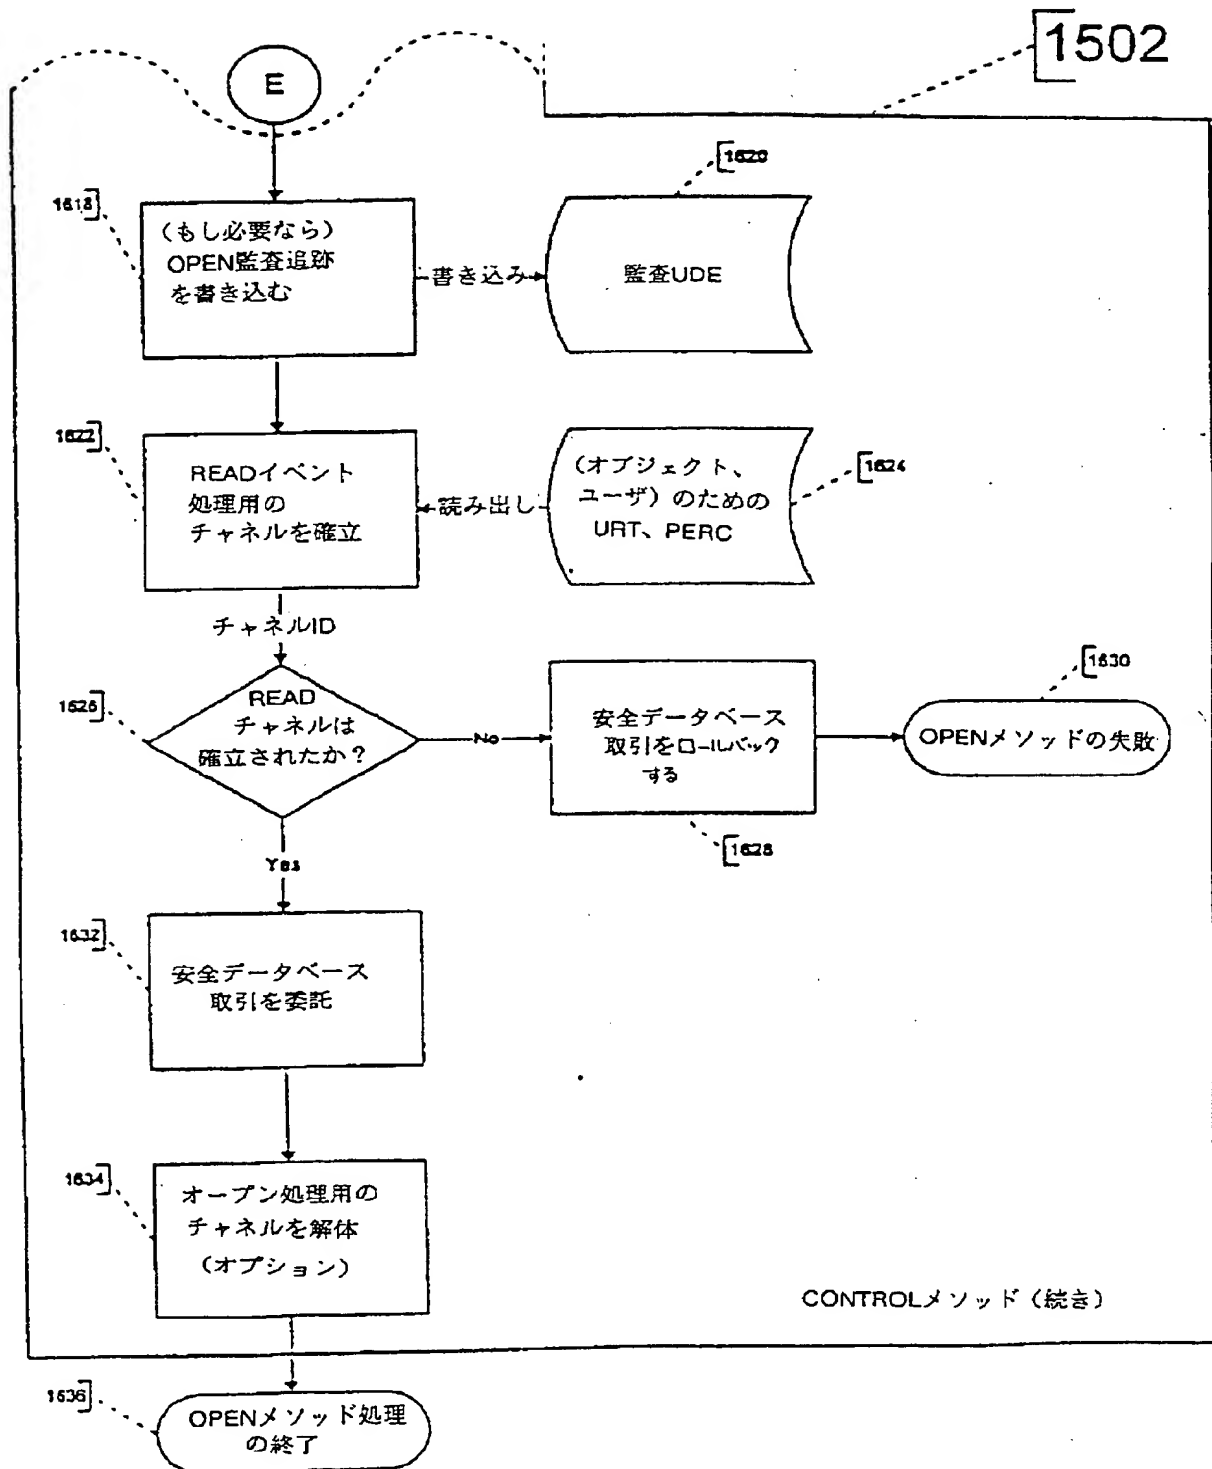 1502
E
1618
(もし必要なら)
OPEN監査追跡
を書き込む
書き込み
1620
監査UDE
1622
READイベント
処理用の
チャネルを確立
読み出し
(オブジェクト、
ユーザ)のための
URT、PERC
1624
チャネルID
1626
READ
チャネルは
確立されたか?
No
安全データベース
取引をロールバック
する
1628
1630
OPENメソッドの失敗
Yes
1632
安全データベース
取引を委託
1634
オープン処理用の
チャネルを解体
(オプション)
CONTROLメソッド(続き)
1636
OPENメソッド処理
の終了